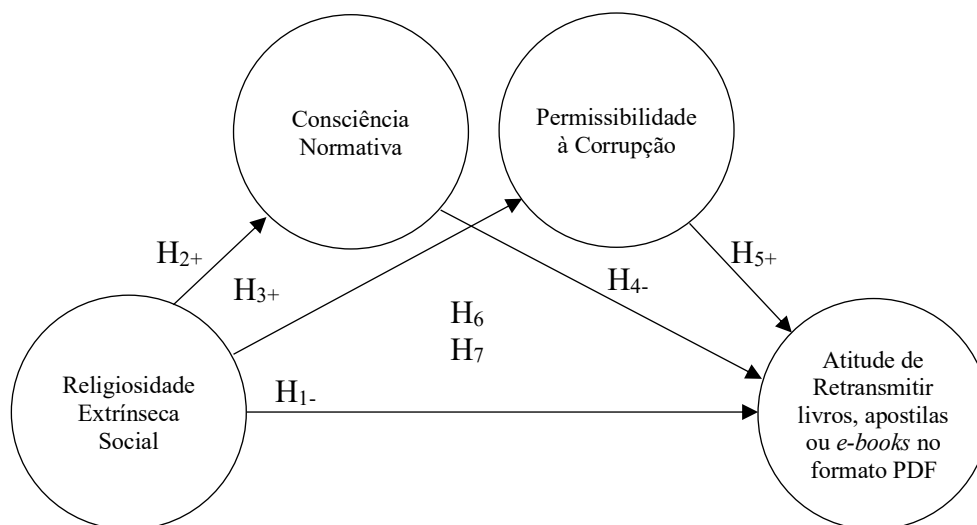 Consciência
Normativa
Permissibilidade
à Corrupção
H2+
H3+
H4-
H5+
H6
H7
H1-
Religiosidade
Extrínseca
Social
Atitude de
Retransmitir
livros, apostilas
ou e-books no
formato PDF